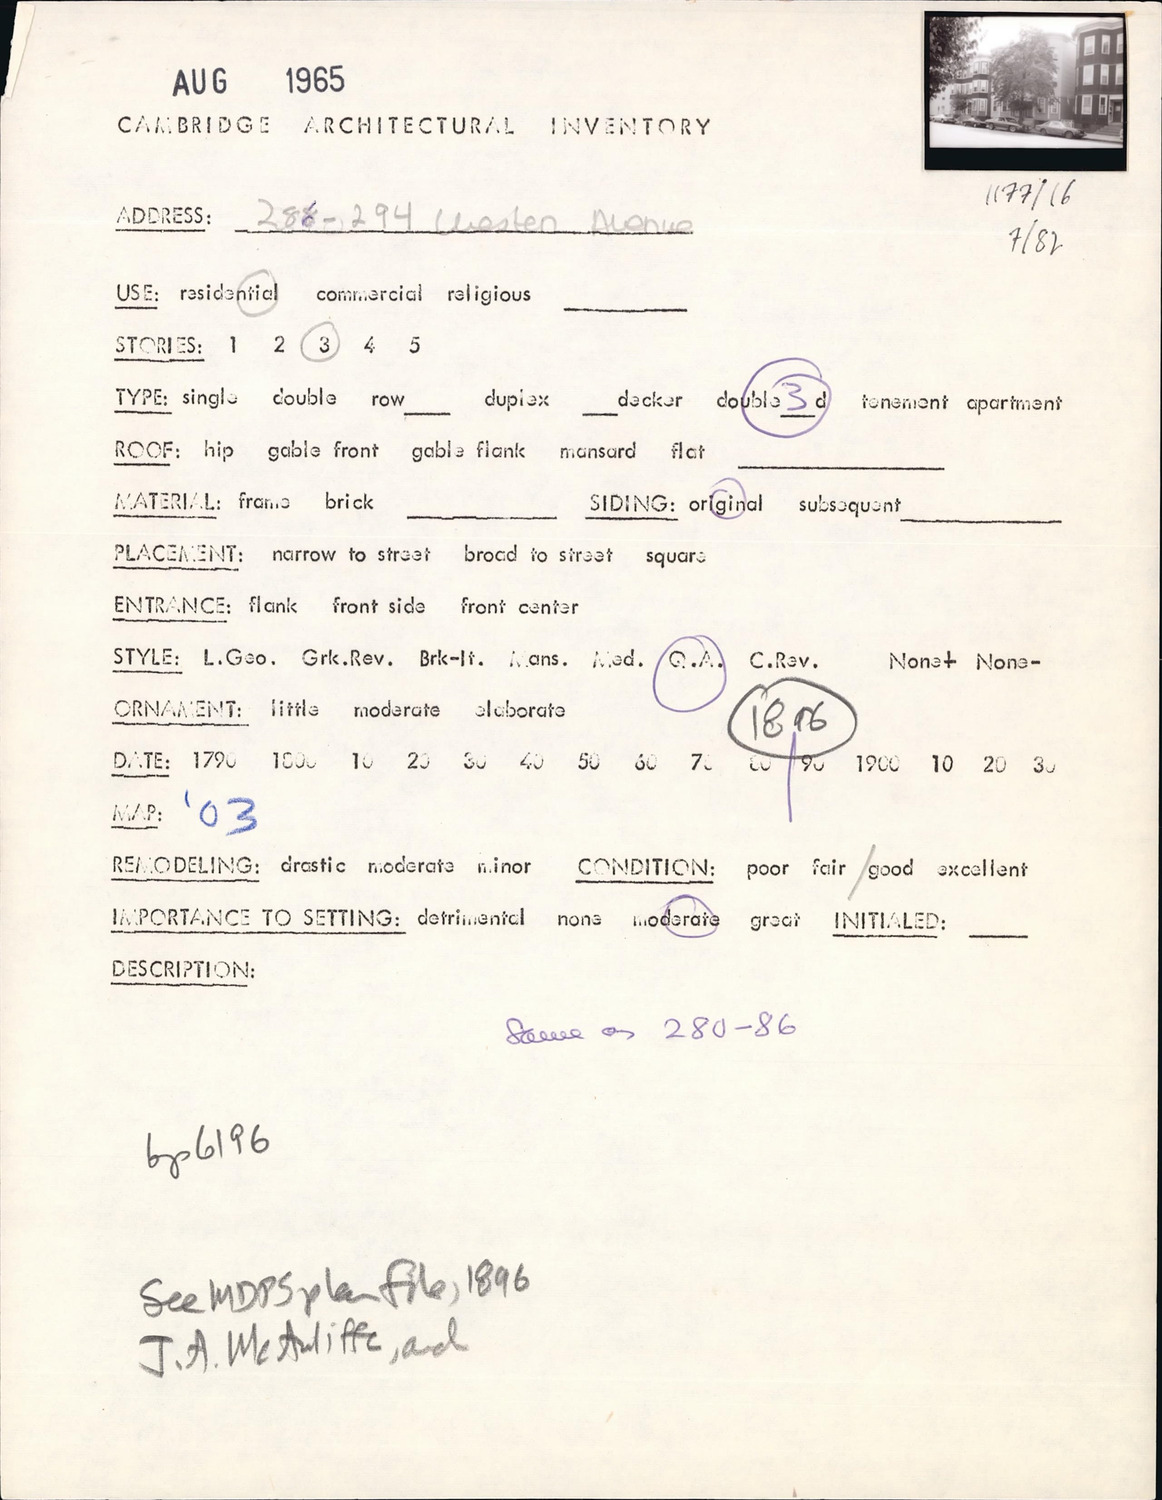 AUG 1965
CAMBRIDGE ARCHITECTURAL INVENTORY
1177/16
7/82
ADDRESS: 288-294 Western Avenue
USE: residential commercial religious
STORIES: 1 2 3 4 5
TYPE: single double row___ duplex ___decker double 3 d tenement apartment
ROOF: hip gable front gable flank mansard flat
MATERIAL: frame brick SIDING: original subsequent
PLACEMENT: narrow to street broad to street square
ENTRANCE: flank front side front center
STYLE: L.Geo. Grk.Rev. Brk-It. Mans. Med. Q.A. C.Rev. None+ None-
ORNAMENT: little moderate elaborate
1896
DATE: 1790 1800 10 20 30 40 50 60 70 80 90 1900 10 20 30
MAP: '03
REMODELING: drastic moderate minor CONDITION: poor fair / good excellent
IMPORTANCE TO SETTING: detrimental none moderate great INITIALED:
DESCRIPTION:
Same as 280-86
bp6196
See MDPS plan file, 1896
J.A. McAuliffe, arch